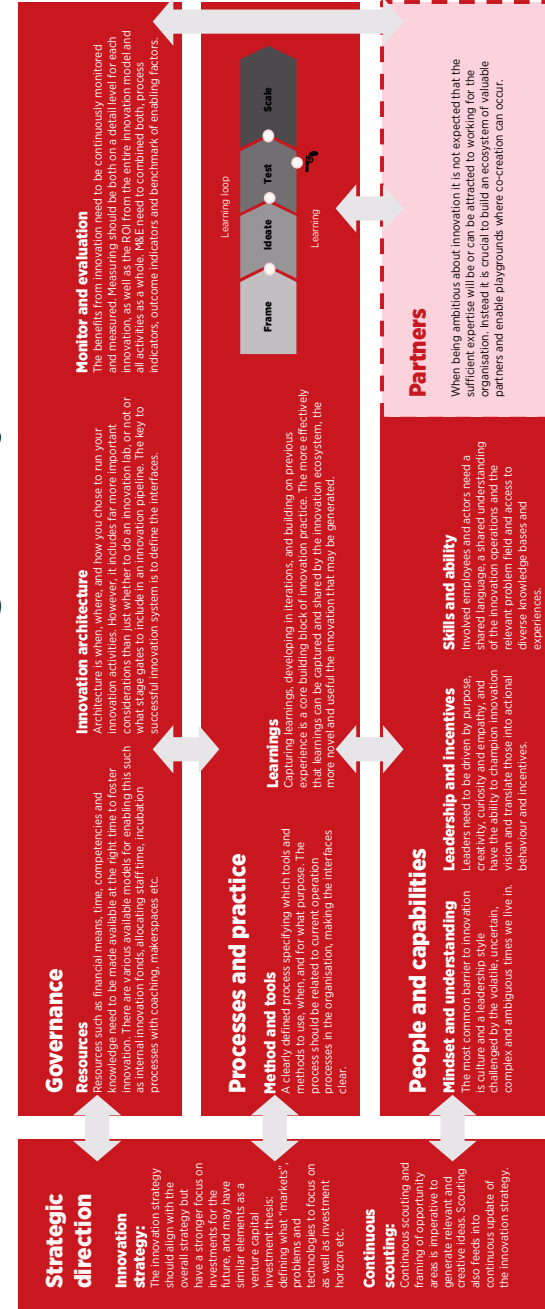 Strategic
direction
Innovation
strategy:
The innovation strategy
should align with the
overall strategy but
have a stronger focus on
investments for the
future, and may have
similar elements as a
venture capital
investment thesis:
defining what “markets”,
problems and
technologies to focus on
as well as investment
horizon etc.
Continuous
scouting:
Continuous scouting and
framing of opportunity
areas is imperative to
generate relevant and
creative ideas. Scouting
also feeds into
continuous update of
the innovation strategy.
Governance
Resources
Resources such as financial means, time, competencies and
knowledge need to be made available at the right time to foster
innovation. There are various available models for enabling this such
as internal innovation funds, allocating staff time, incubation
processes with coaching, makerspaces etc.
Innovation architecture
Architecture is when, where, and how you chose to run your
innovation activities. However, it includes far more important
considerations than just whether to do an innovation lab, or not or
what stage gates to include in an innovation pipeline. The key to
successful innovation system is to define the interfaces.
Monitor and evaluation
The benefits from innovation need to be continuously monitored
and measured. Measuring should be both on a detail level for each
innovation, as well as the ROI from the entire innovation model and
all activities as a whole. M&E need to combined both, process
indicators, outcome indicators and benchmark of enabling factors.
Processes and practice
Method and tools
A clearly defined process specifying which tools and
methods to use, when, and for what purpose. The
process should be related to current operation
processes in the organisation, making the interfaces
clear.
Learnings
Capturing learnings, developing in iterations, and building on previous
experience is a core building block of innovation practice. The more effectively
that learnings can be captured and shared by the innovation ecosystem, the
more novel and useful the innovation that may be generated.
Learning loop
Frame
Ideate
Test
Scale
Learning
People and capabilities
Mindset and understanding
The most common barrier to innovation
is culture and a leadership style
challenged by the volatile, uncertain,
complex and ambiguous times we live in.
Leadership and incentives
Leaders need to be driven by purpose,
creativity, curiosity and empathy, and
have the ability to champion innovation
vision and translate those into actional
behaviour and incentives.
Skills and ability
Involved employees and actors need a
shared language, a shared understanding
of the innovation operations and the
relevant problem field and access to
diverse knowledge bases and
experiences.
Partners
When being ambitious about innovation it is not expected that the
sufficient expertise will be or can be attracted to working for the
organisation. Instead it is crucial to build an ecosystem of valuable
partners and enable playgrounds where co-creation can occur.